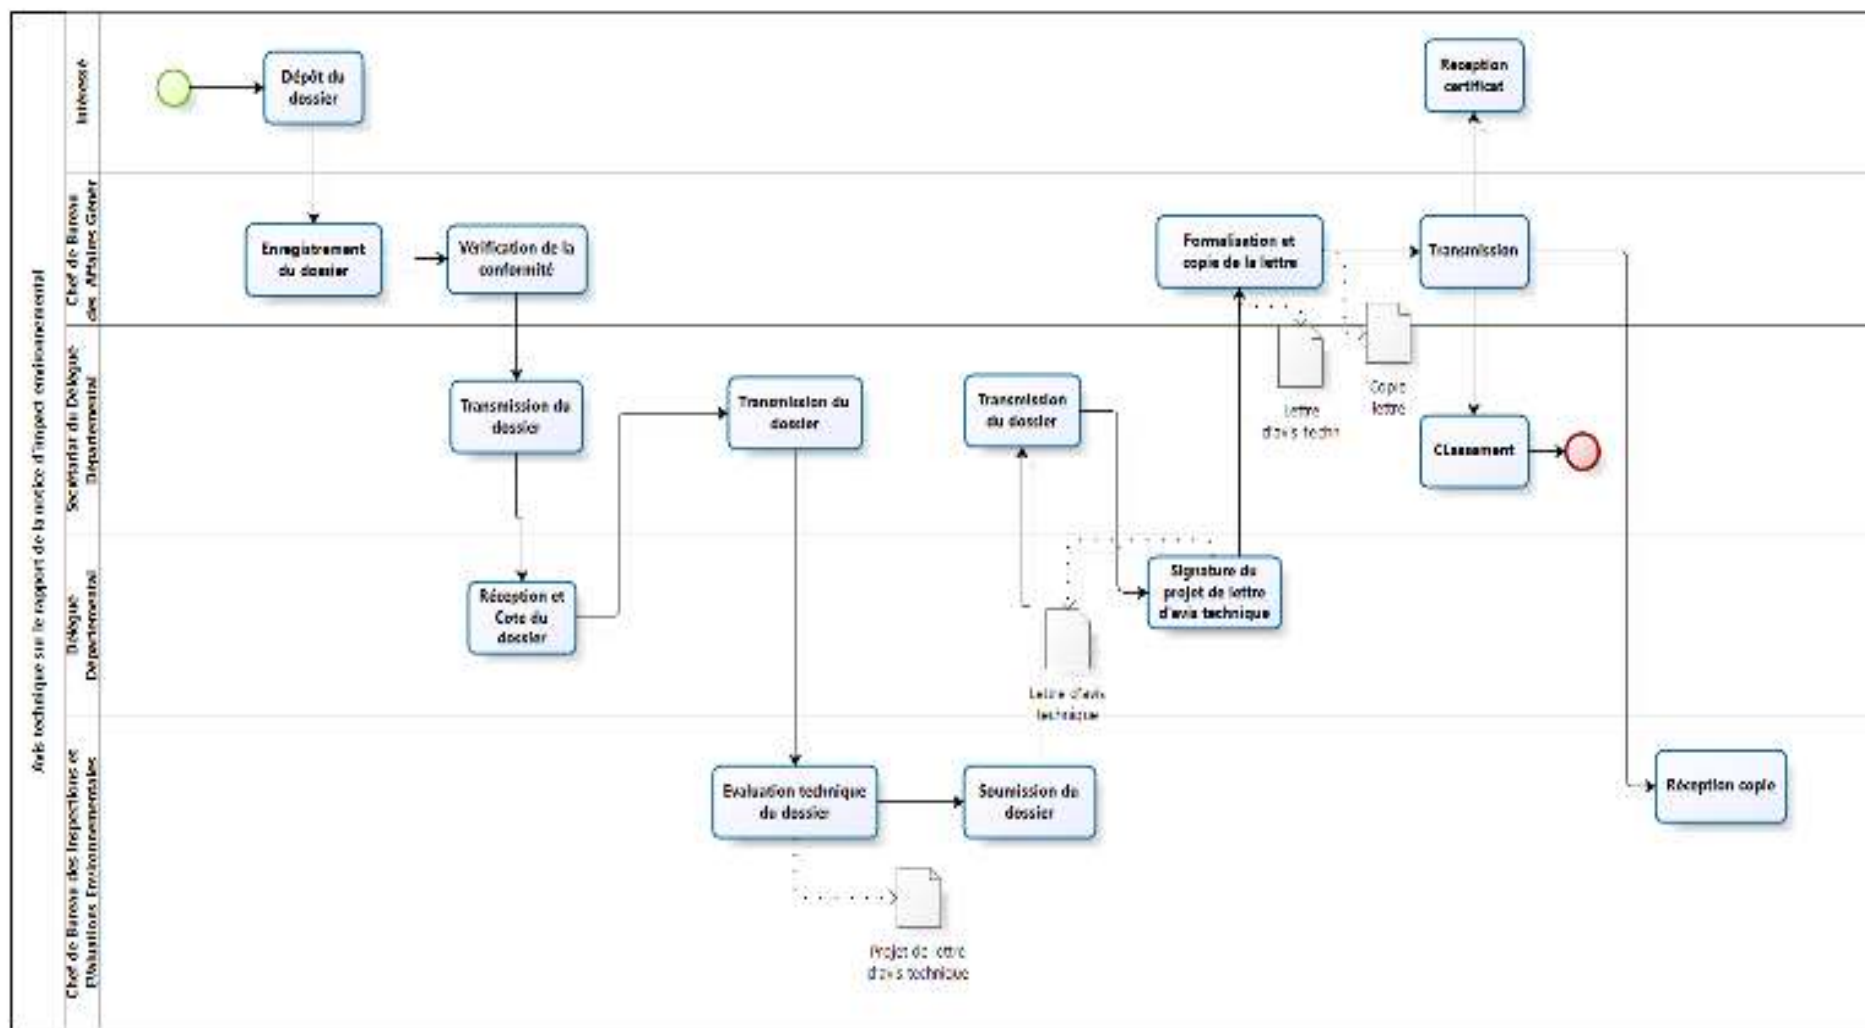 Avis technique sur le rapport de la notice d'impact environnemental
Intéressé
Dépôt du
dossier
Reception
certificat
Chef de Bureau
des Affaires Géner
Enregistrement
du dossier
Vérification de la
conformité
Formalisation et
copie de la lettre
Transmission
Secrétariat du Délégué
Départemental
Transmission du
dossier
Transmission du
dossier
Transmission
du dossier
Lettre
d'avis techn
Copie
lettre
CLassement
Délégué
Départemental
Réception et
Cote du
dossier
Lettre d'avis
technique
Signature du
projet de lettre
d'avis technique
Chef de Bureau des Inspections et
EValuations Environnementales
Evaluation technique
du dossier
Soumission du
dossier
Réception copie
Projet de lettre
d'avis technique